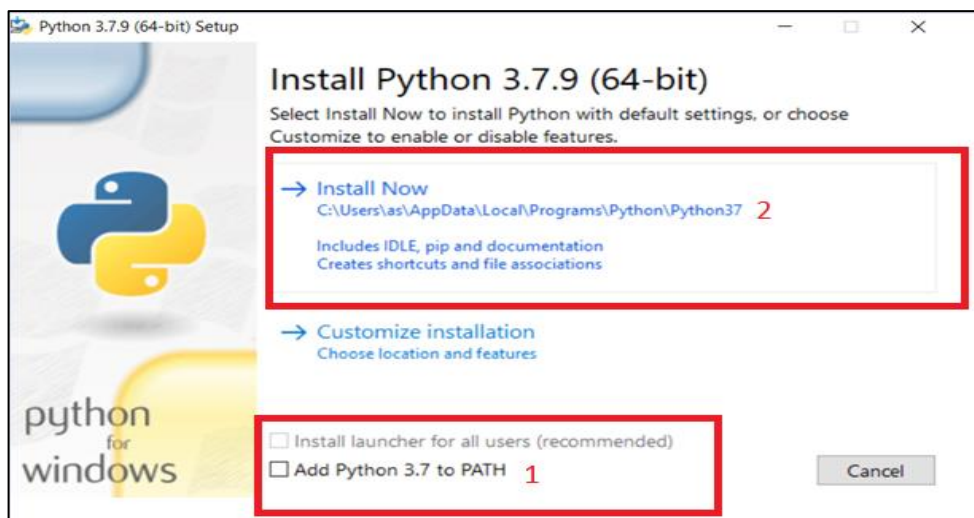 Python 3.7.9 (64-bit) Setup
Install Python 3.7.9 (64-bit)
Select Install Now to install Python with default settings, or choose
Customize to enable or disable features.
Install Now
C:\Users\as\AppData\Local\Programs\Python\Python37 2
Includes IDLE, pip and documentation
Creates shortcuts and file associations
Customize installation
Choose location and features
python
for
windows
Install launcher for all users (recommended)
Add Python 3.7 to PATH 1
Cancel